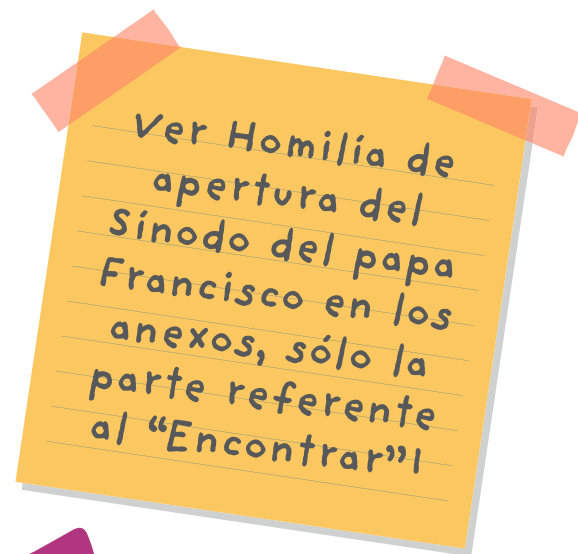 Ver Homilía de
apertura del
Sínodo del papa
Francisco en los
anexos, sólo la
parte referente
al “Encontrar”!